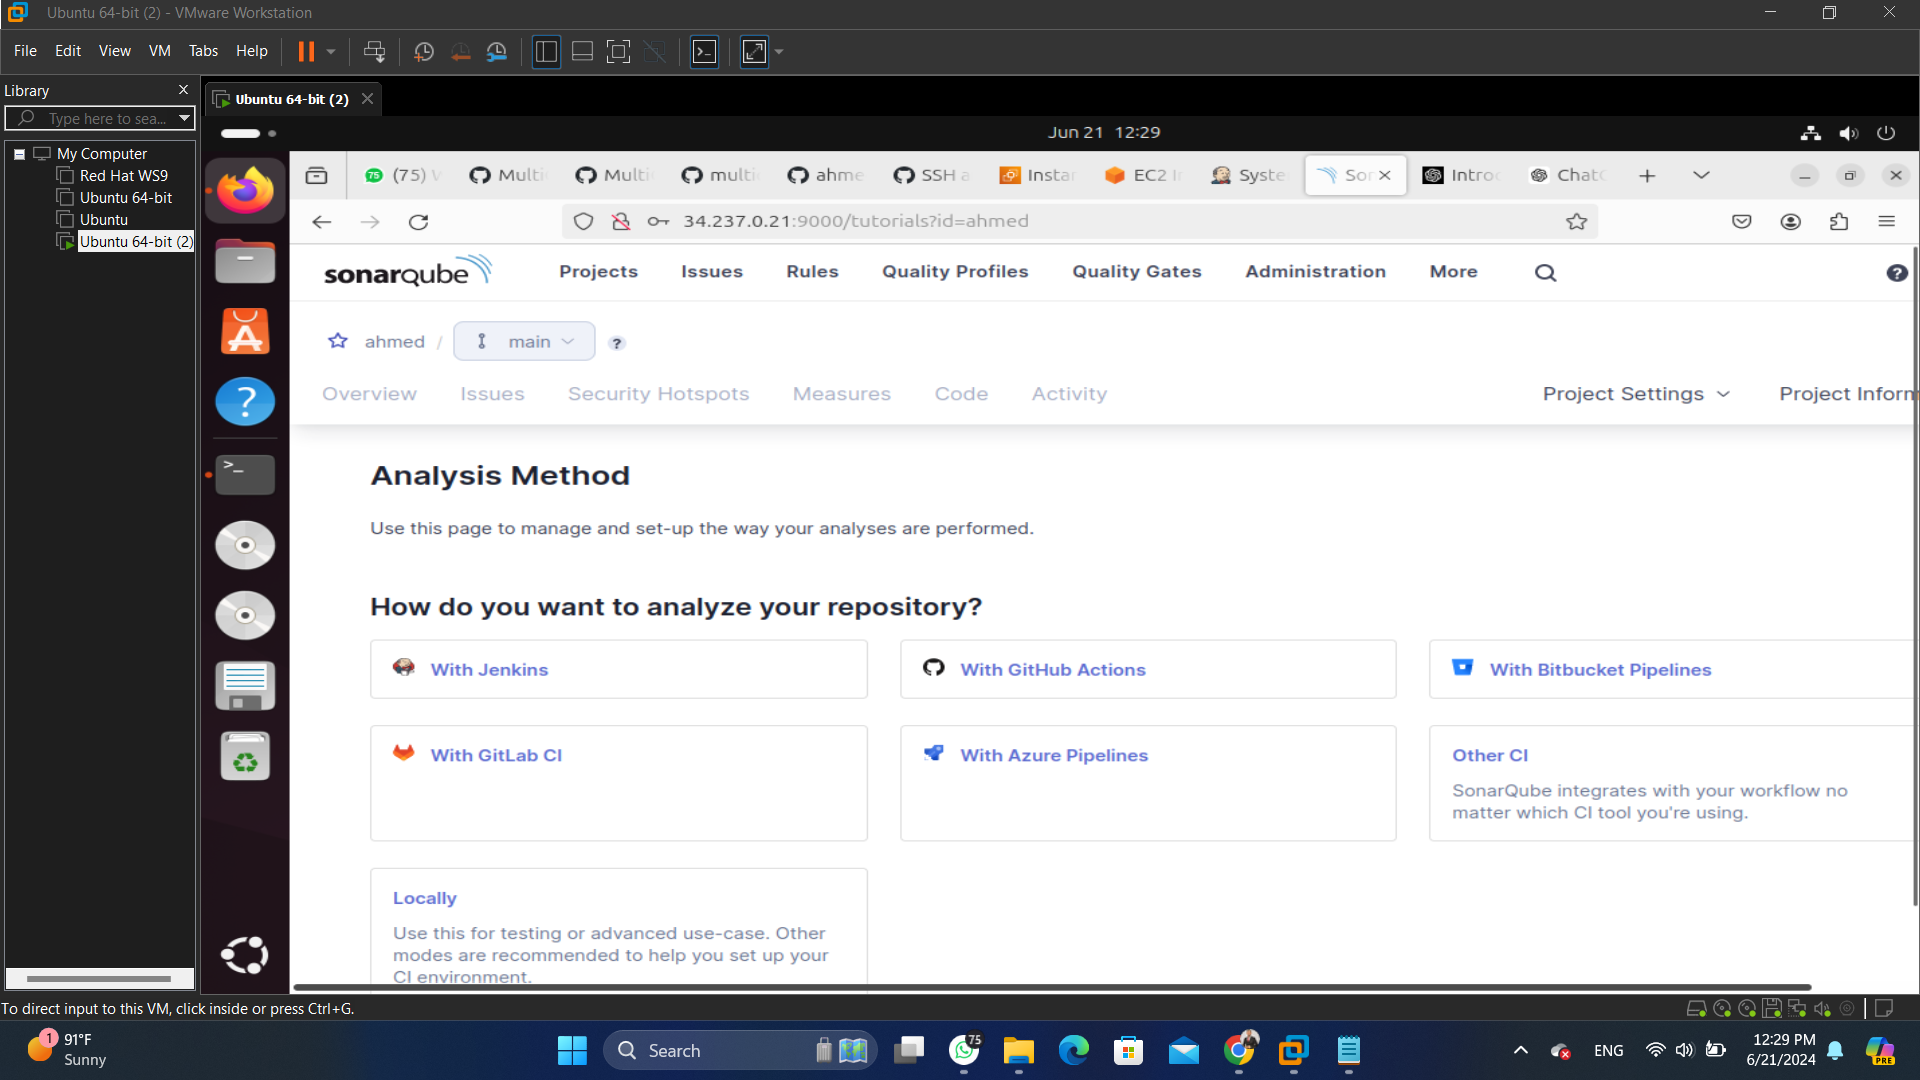 Ubuntu 64-bit (2) - VMware Workstation
File Edit View VM Tabs Help
Library
Type here to sea...
My Computer
Red Hat WS9
Ubuntu 64-bit
Ubuntu
Ubuntu 64-bit (2)
Ubuntu 64-bit (2)
Jun 21 12:29
75 (75) Multi Multi multi ahme SSH a Instan EC2 In Syste Son Introd ChatG
34.237.0.21:9000/tutorials?id=ahmed
sonarqube Projects Issues Rules Quality Profiles Quality Gates Administration More ?
ahmed / main ?
Overview Issues Security Hotspots Measures Code Activity Project Settings Project Inform
Analysis Method
Use this page to manage and set-up the way your analyses are performed.
How do you want to analyze your repository?
With Jenkins With GitHub Actions With Bitbucket Pipelines
With GitLab CI With Azure Pipelines Other CI
SonarQube integrates with your workflow no
matter which CI tool you're using.
Locally
Use this for testing or advanced use-case. Other
modes are recommended to help you set up your
CI environment.
To direct input to this VM, click inside or press Ctrl+G.
1 91°F
Sunny
Search
75
ENG
12:29 PM
6/21/2024
PRE